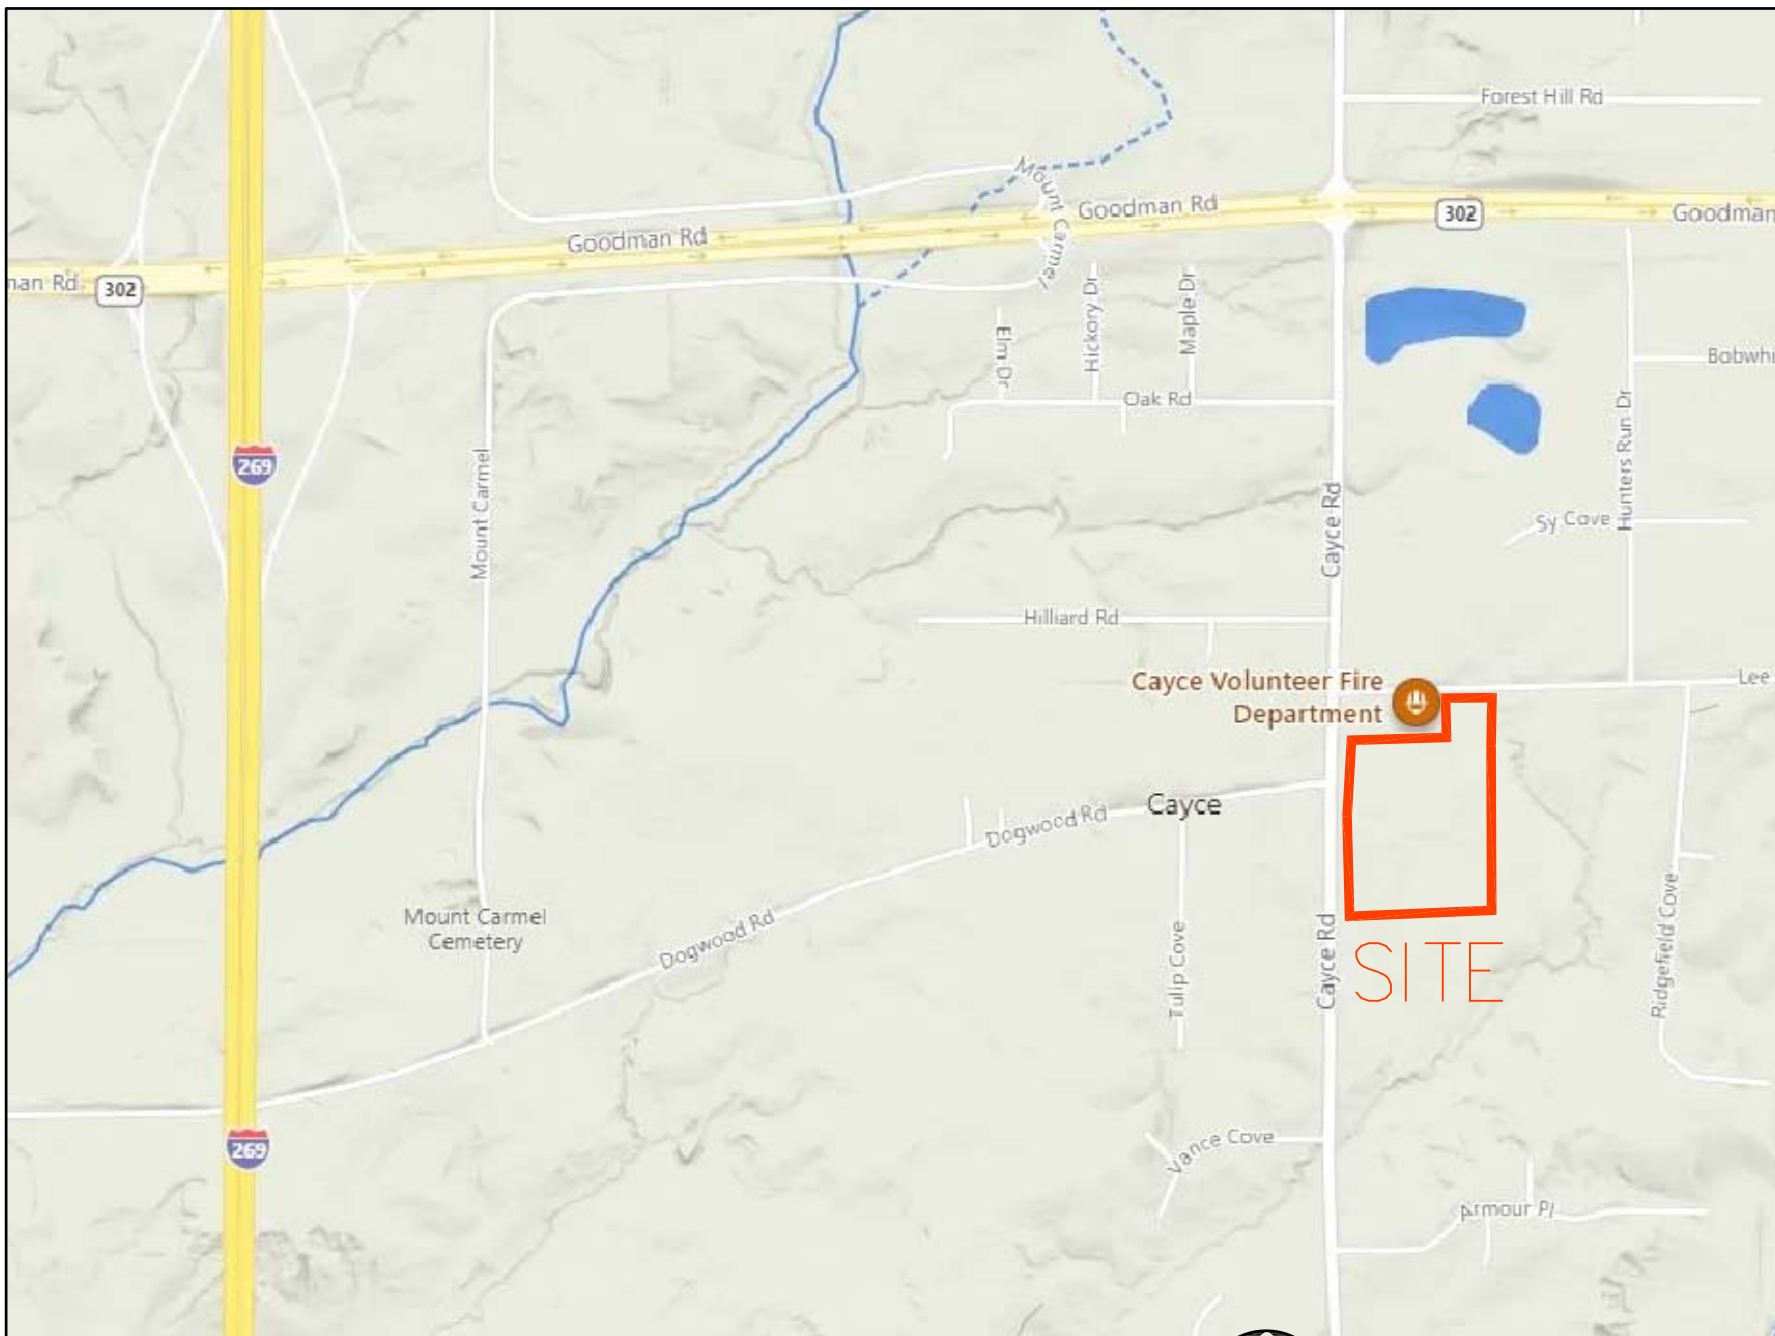 Forest Hill Rd
Mount Carmel
Goodman Rd
302
Goodman
Goodman Rd
man Rd
302
Elm Dr
Hickory Dr
Maple Dr
Oak Rd
Bobwhi
Hunters Run Dr
269
Mount Carmel
Cayce Rd
Sy Cove
Hilliard Rd
Cayce Volunteer Fire
Department
Lee
Cayce
Dogwood Rd
Mount Carmel
Cemetery
Dogwood Rd
Tulip Cove
Cayce Rd
SITE
Ridgefield Cove
269
Vance Cove
Armour Pl